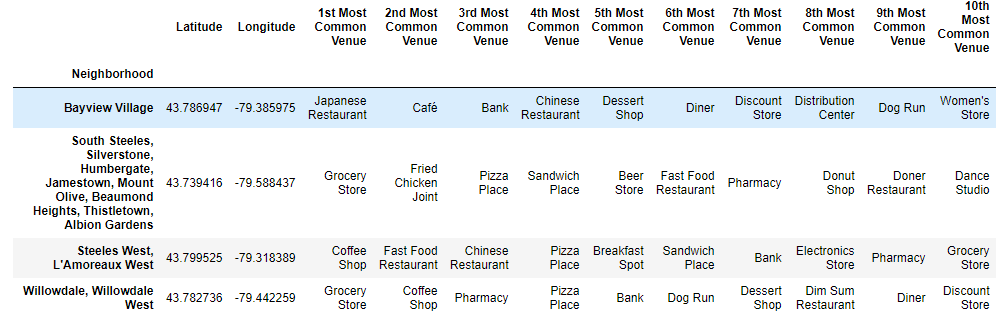 Latitude Longitude 1st Most Common Venue 2nd Most Common Venue 3rd Most Common Venue 4th Most Common Venue 5th Most Common Venue 6th Most Common Venue 7th Most Common Venue 8th Most Common Venue 9th Most Common Venue 10th Most Common Venue
Neighborhood
Bayview Village 43.786947 -79.385975 Japanese Restaurant Café Bank Chinese Restaurant Dessert Shop Diner Discount Store Distribution Center Dog Run Women's Store
South Steeles, Silverstone, Humbergate, Jamestown, Mount Olive, Beaumond Heights, Thistletown, Albion Gardens 43.739416 -79.588437 Grocery Store Fried Chicken Joint Pizza Place Sandwich Place Beer Store Fast Food Restaurant Pharmacy Donut Shop Doner Restaurant Dance Studio
Steeles West, L'Amoreaux West 43.799525 -79.318389 Coffee Shop Fast Food Restaurant Chinese Restaurant Pizza Place Breakfast Spot Sandwich Place Bank Electronics Store Pharmacy Grocery Store
Willowdale, Willowdale West 43.782736 -79.442259 Grocery Store Coffee Shop Pharmacy Pizza Place Bank Dog Run Dessert Shop Dim Sum Restaurant Diner Discount Store